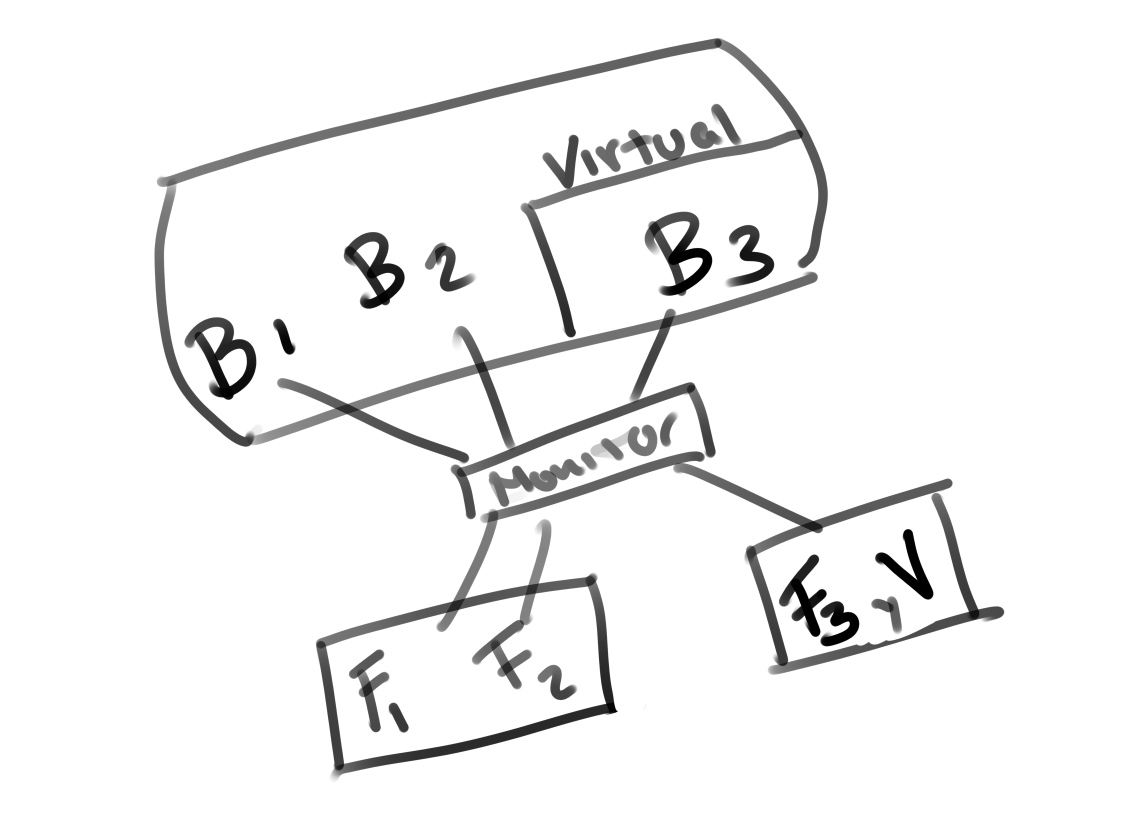 Virtual
B1 B2 B3
Monitor
F1 F2
F3,V